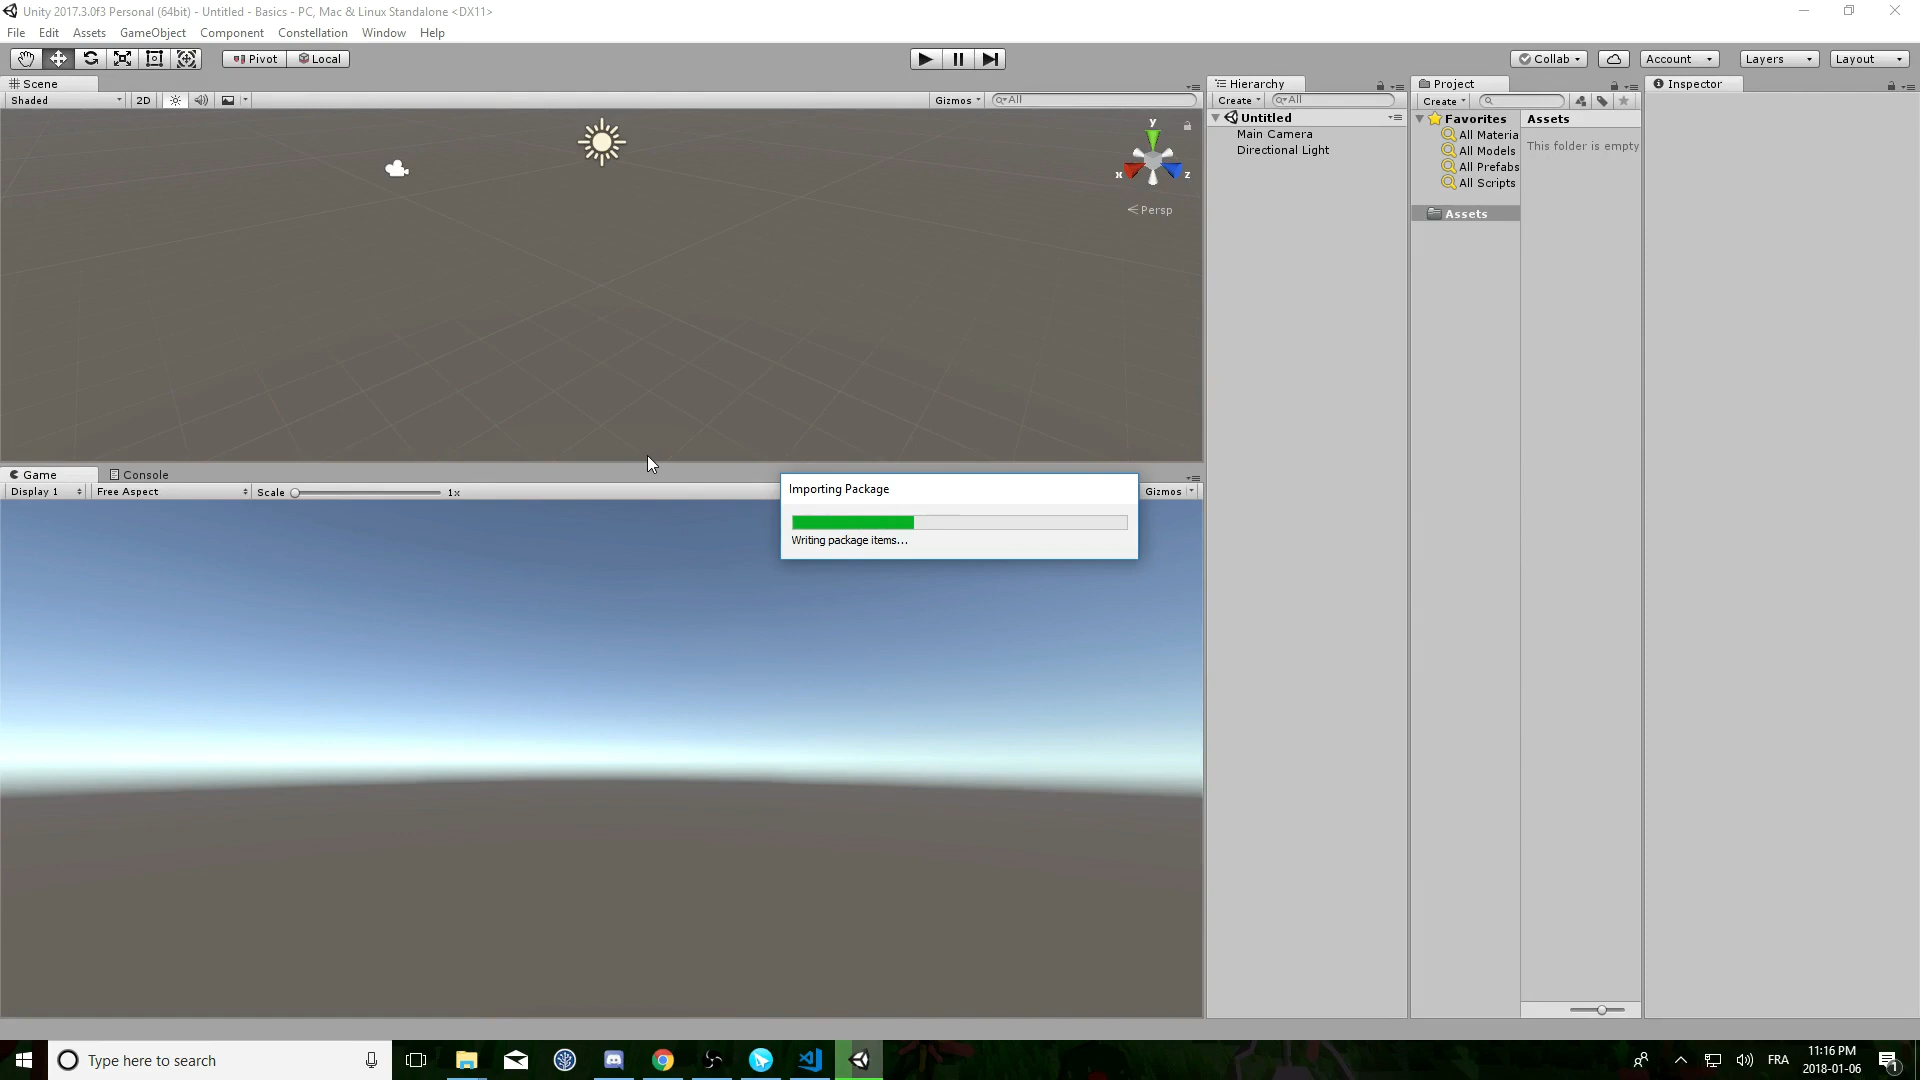 Unity 2017.3.0f3 Personal (64bit) - Untitled - Basics - PC, Mac & Linux Standalone <DX11>
File Edit Assets GameObject Component Constellation Window Help
Pivot Local Collab Account Layers Layout
Scene
Shaded 2D Gizmos All
y
x z
Persp
Hierarchy
Create All
Untitled
Main Camera
Directional Light
Project
Create
Favorites
All Materia
All Models
All Prefabs
All Scripts
Assets
Assets
This folder is empty
Inspector
Game Console
Display 1 Free Aspect Scale 1x Gizmos
Importing Package
Writing package items...
Type here to search
FRA
11:16 PM
2018-01-06
1